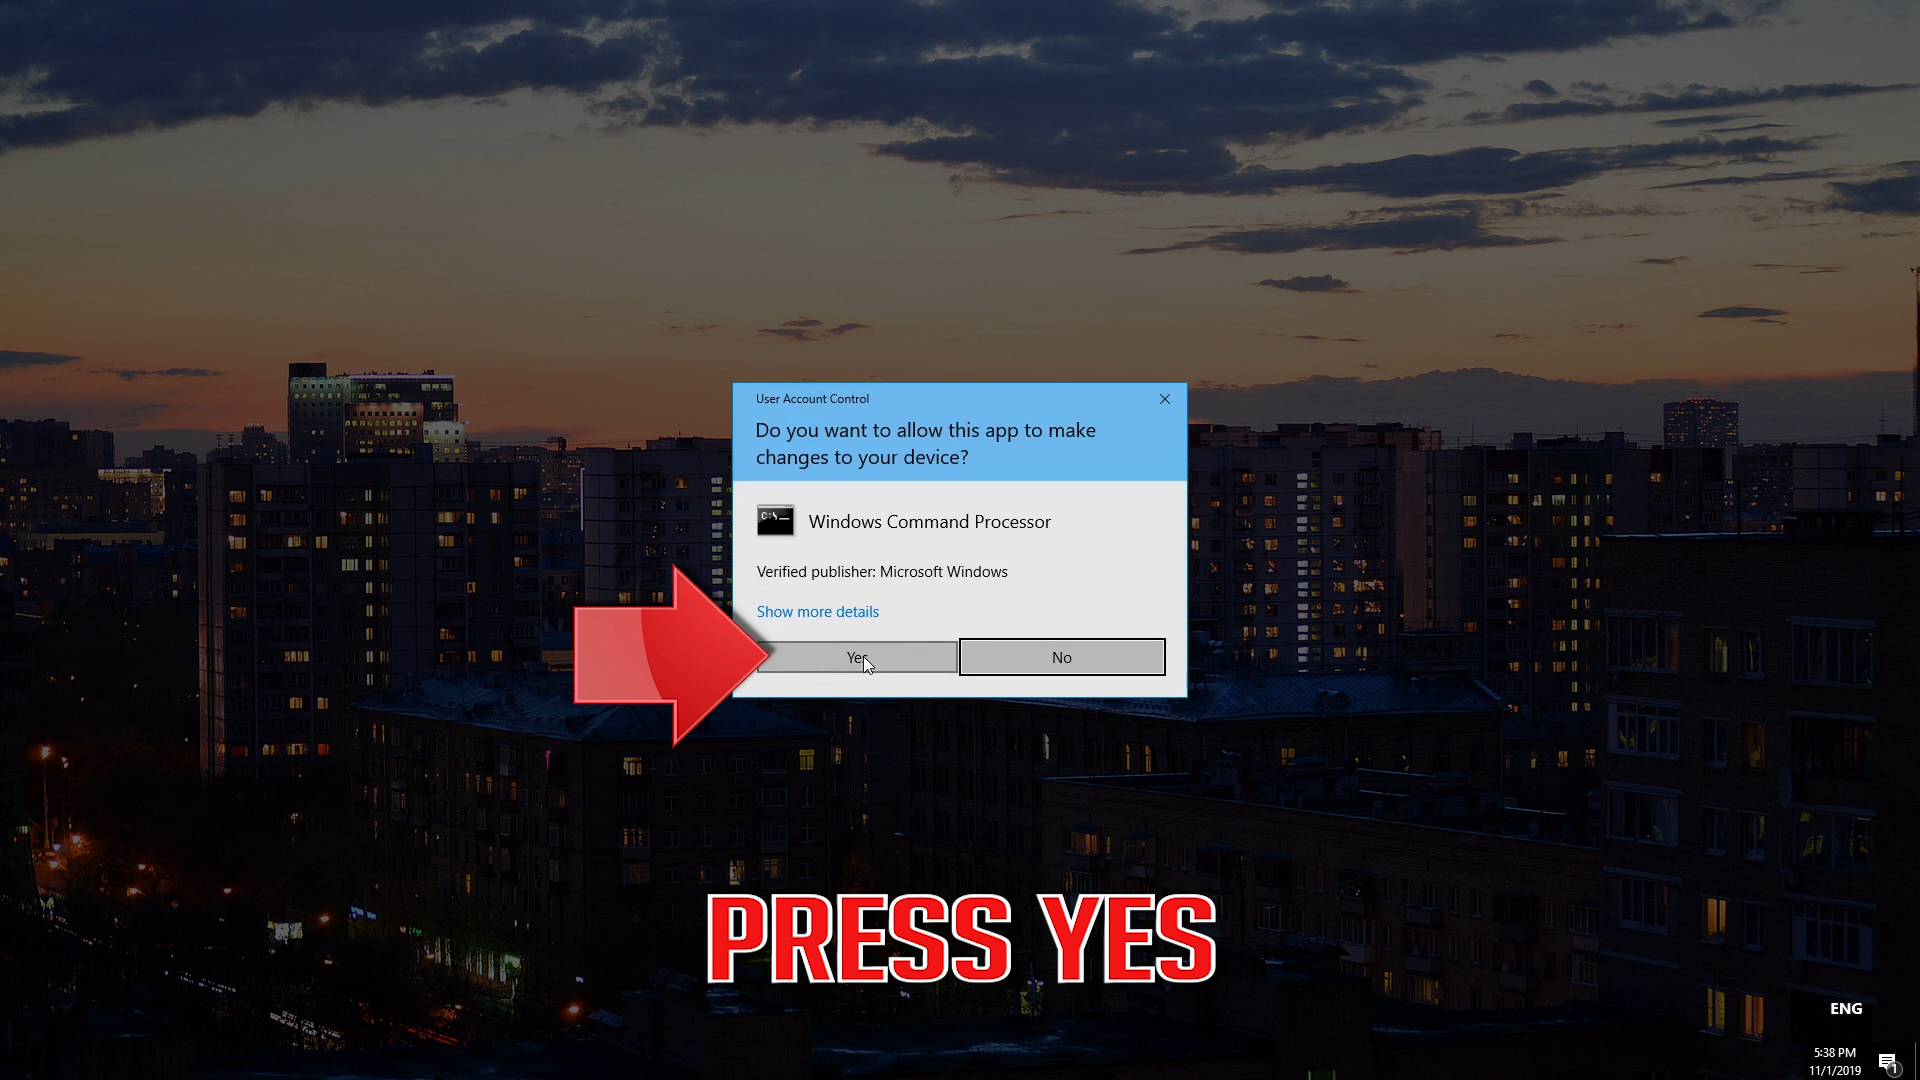 User Account Control
Do you want to allow this app to make
changes to your device?
C:\_
Windows Command Processor
Verified publisher: Microsoft Windows
Show more details
Yes
No
PRESS YES
ENG
5:38 PM
11/1/2019
1